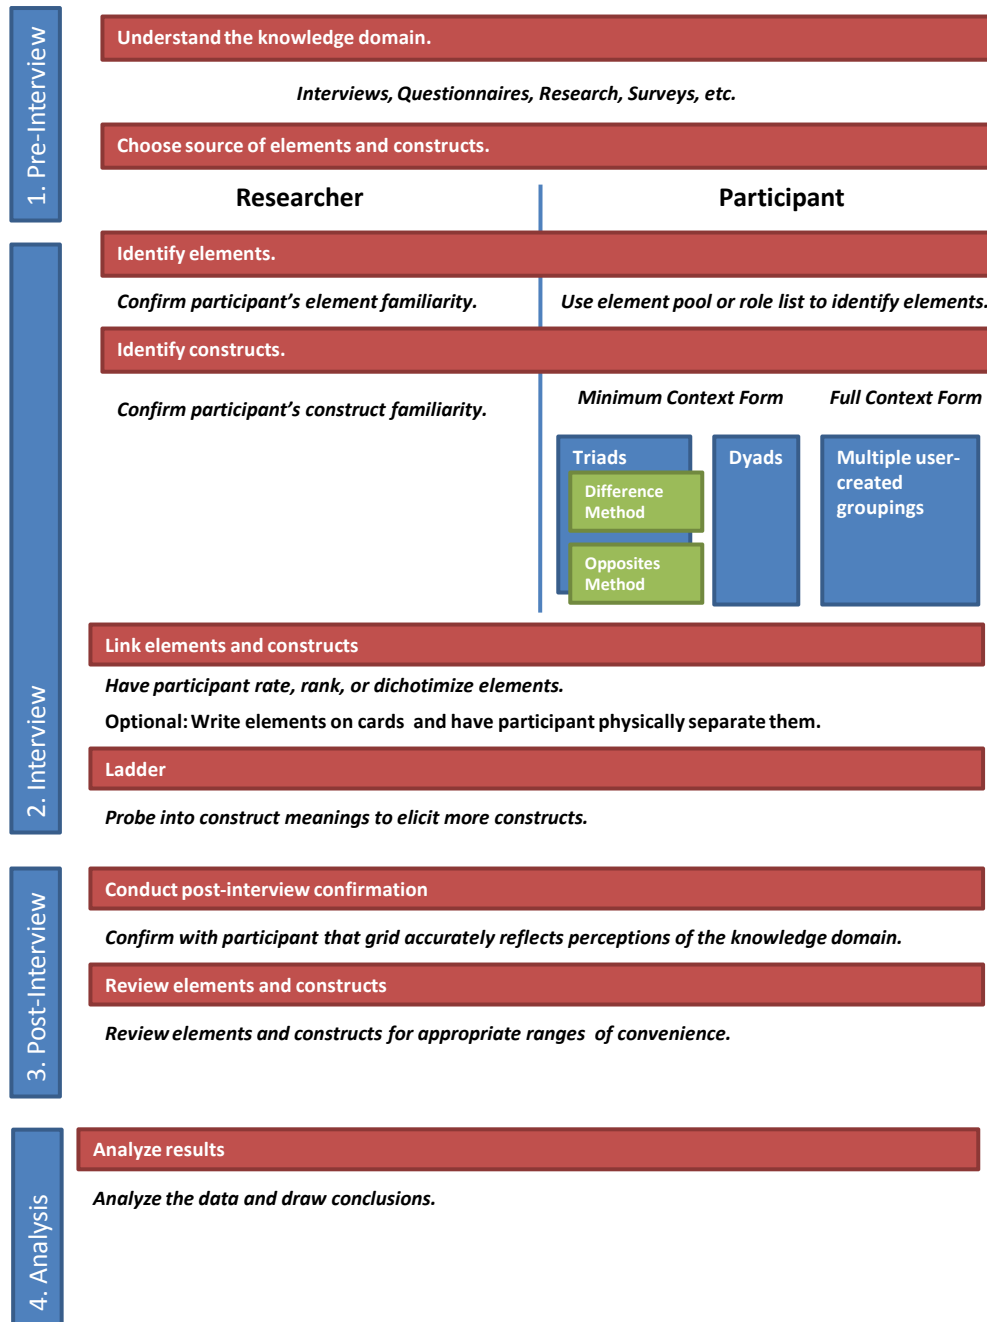 1. Pre-Interview
Understand the knowledge domain.
Interviews, Questionnaires, Research, Surveys, etc.
Choose source of elements and constructs.
Researcher
Participant
2. Interview
Identify elements.
Confirm participant's element familiarity.
Use element pool or role list to identify elements.
Identify constructs.
Confirm participant's construct familiarity.
Minimum Context Form
Full Context Form
Triads
Difference
Method
Opposites
Method
Dyads
Multiple user-
created
groupings
Link elements and constructs
Have participant rate, rank, or dichotimize elements.
Optional: Write elements on cards and have participant physically separate them.
Ladder
Probe into construct meanings to elicit more constructs.
3. Post-Interview
Conduct post-interview confirmation
Confirm with participant that grid accurately reflects perceptions of the knowledge domain.
Review elements and constructs
Review elements and constructs for appropriate ranges of convenience.
4. Analysis
Analyze results
Analyze the data and draw conclusions.